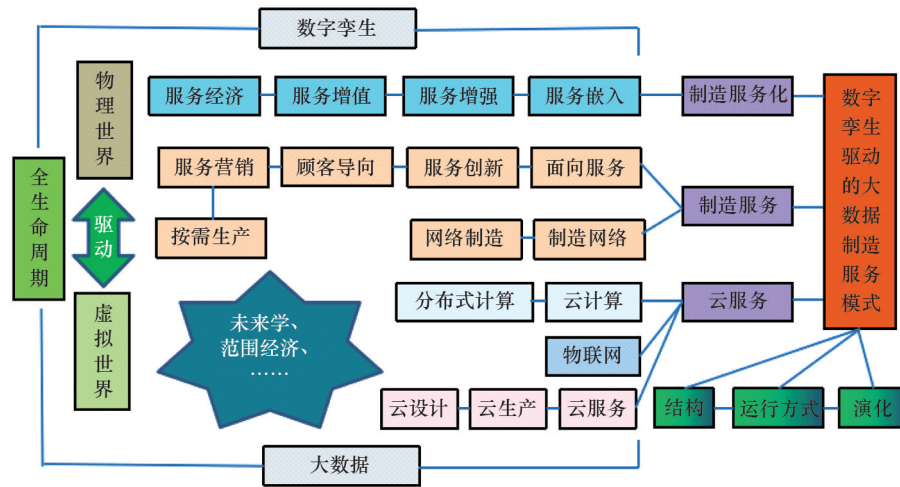 数字孪生
物理世界
服务经济
服务增值
服务增强
服务嵌入
制造服务化
数字
孪生
驱动
的大
数据
制造
服务
模式
全生命周期
服务营销
顾客导向
服务创新
面向服务
制造服务
驱动
按需生产
网络制造
制造网络
虚拟世界
未来学、
范围经济、
……
分布式计算
云计算
云服务
物联网
云设计
云生产
云服务
结构
运行方式
演化
大数据